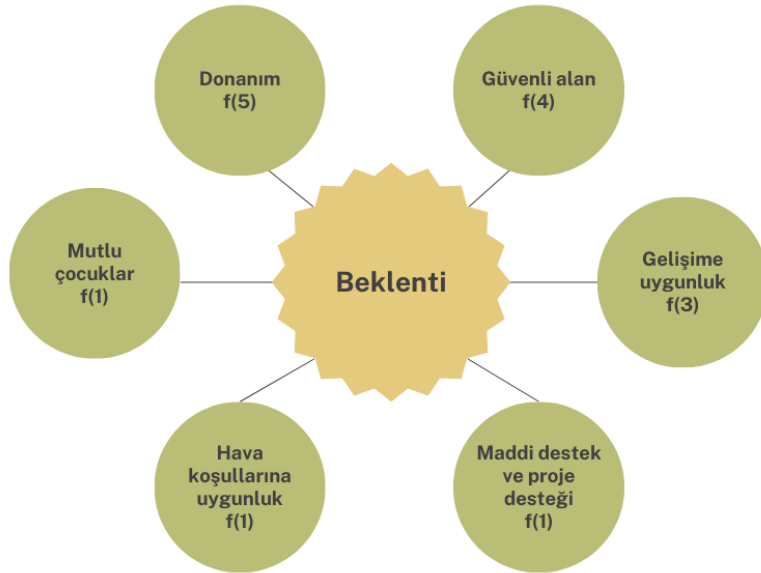 Donanım
f(5)
Güvenli alan
f(4)
Mutlu
çocuklar
f(1)
Beklenti
Gelişime
uygunluk
f(3)
Hava
koşullarına
uygunluk
f(1)
Maddi destek
ve proje
desteği
f(1)